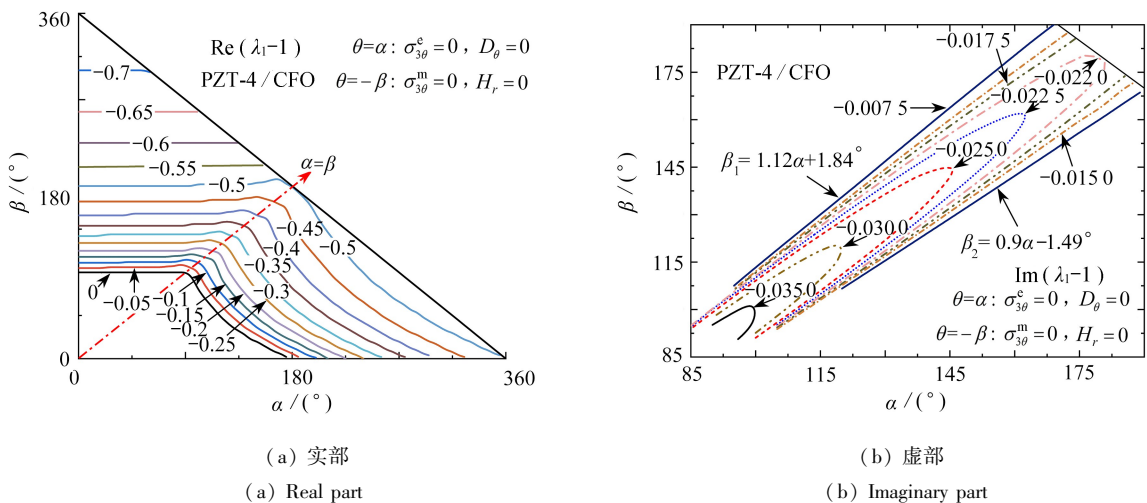 360
180
0
0
180
360
β/(°)
α/(°)
Re(λ₁-1)
PZT-4/CFO
θ=α: σ₃θᵉ=0, Dθ=0
θ=-β: σ₃θᵐ=0, Hᵣ=0
-0.7
-0.65
-0.6
-0.55
-0.5
α=β
-0.45
-0.4
-0.35
-0.3
-0.5
0
-0.05
-0.1
-0.15
-0.2
-0.25
(a) 实部
(a) Real part
175
145
115
85
85
115
145
175
β/(°)
α/(°)
PZT-4/CFO
-0.017 5
-0.022 0
-0.022 5
-0.007 5
-0.025 0
-0.015 0
β₁=1.12α+1.84°
-0.030 0
β₂=0.9α-1.49°
-0.035 0
Im(λ₁-1)
θ=α: σ₃θᵉ=0, Dθ=0
θ=-β: σ₃θᵐ=0, Hᵣ=0
(b) 虚部
(b) Imaginary part